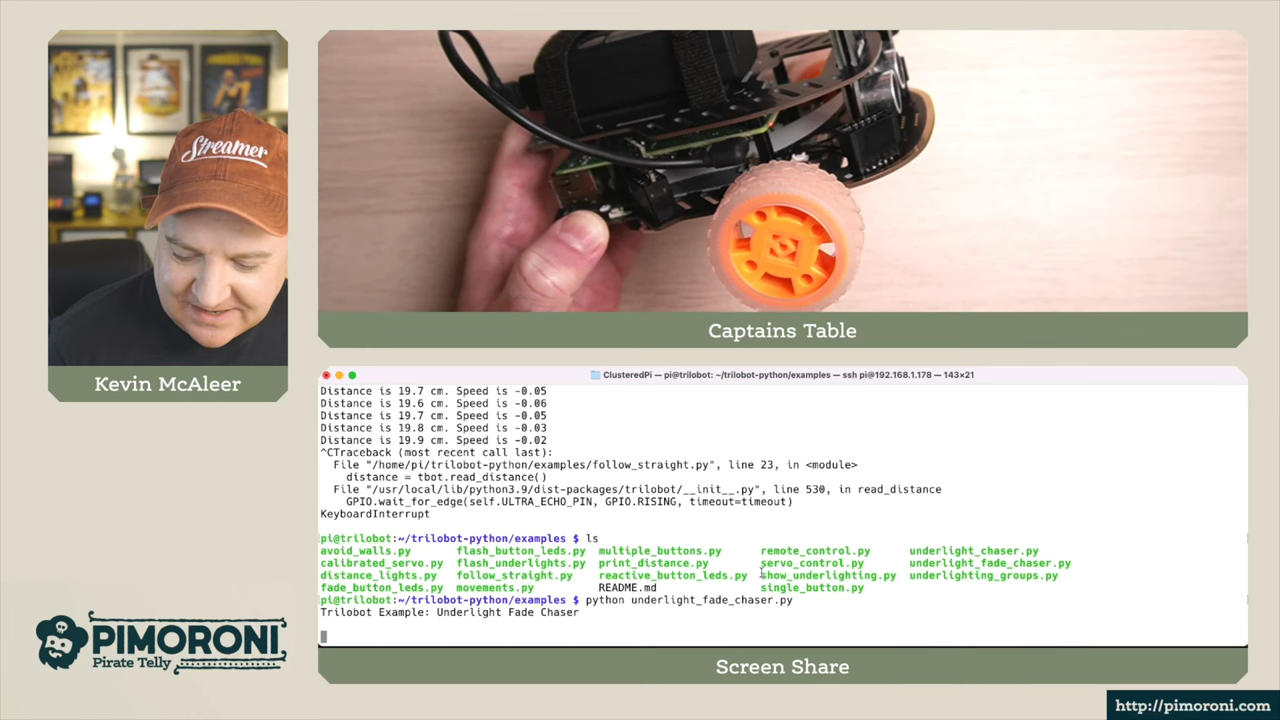 Streamer
Kevin McAleer
Captains Table
ClusteredPi — pi@trilobot: ~/trilobot-python/examples — ssh pi@192.168.1.178 — 143×21
Distance is 19.7 cm. Speed is -0.05
Distance is 19.6 cm. Speed is -0.06
Distance is 19.7 cm. Speed is -0.05
Distance is 19.8 cm. Speed is -0.03
Distance is 19.9 cm. Speed is -0.02
^CTraceback (most recent call last):
File "/home/pi/trilobot-python/examples/follow_straight.py", line 23, in <module>
distance = tbot.read_distance()
File "/usr/local/lib/python3.9/dist-packages/trilobot/__init__.py", line 530, in read_distance
GPIO.wait_for_edge(self.ULTRA_ECHO_PIN, GPIO.RISING, timeout=timeout)
KeyboardInterrupt
pi@trilobot:~/trilobot-python/examples $ ls
avoid_walls.py flash_button_leds.py multiple_buttons.py remote_control.py underlight_chaser.py
calibrated_servo.py flash_underlights.py print_distance.py servo_control.py underlight_fade_chaser.py
distance_lights.py follow_straight.py reactive_button_leds.py show_underlighting.py underlighting_groups.py
fade_button_leds.py movements.py README.md single_button.py
pi@trilobot:~/trilobot-python/examples $ python underlight_fade_chaser.py
Trilobot Example: Underlight Fade Chaser
Screen Share
PIMORONI
Pirate Telly
http://pimoroni.com